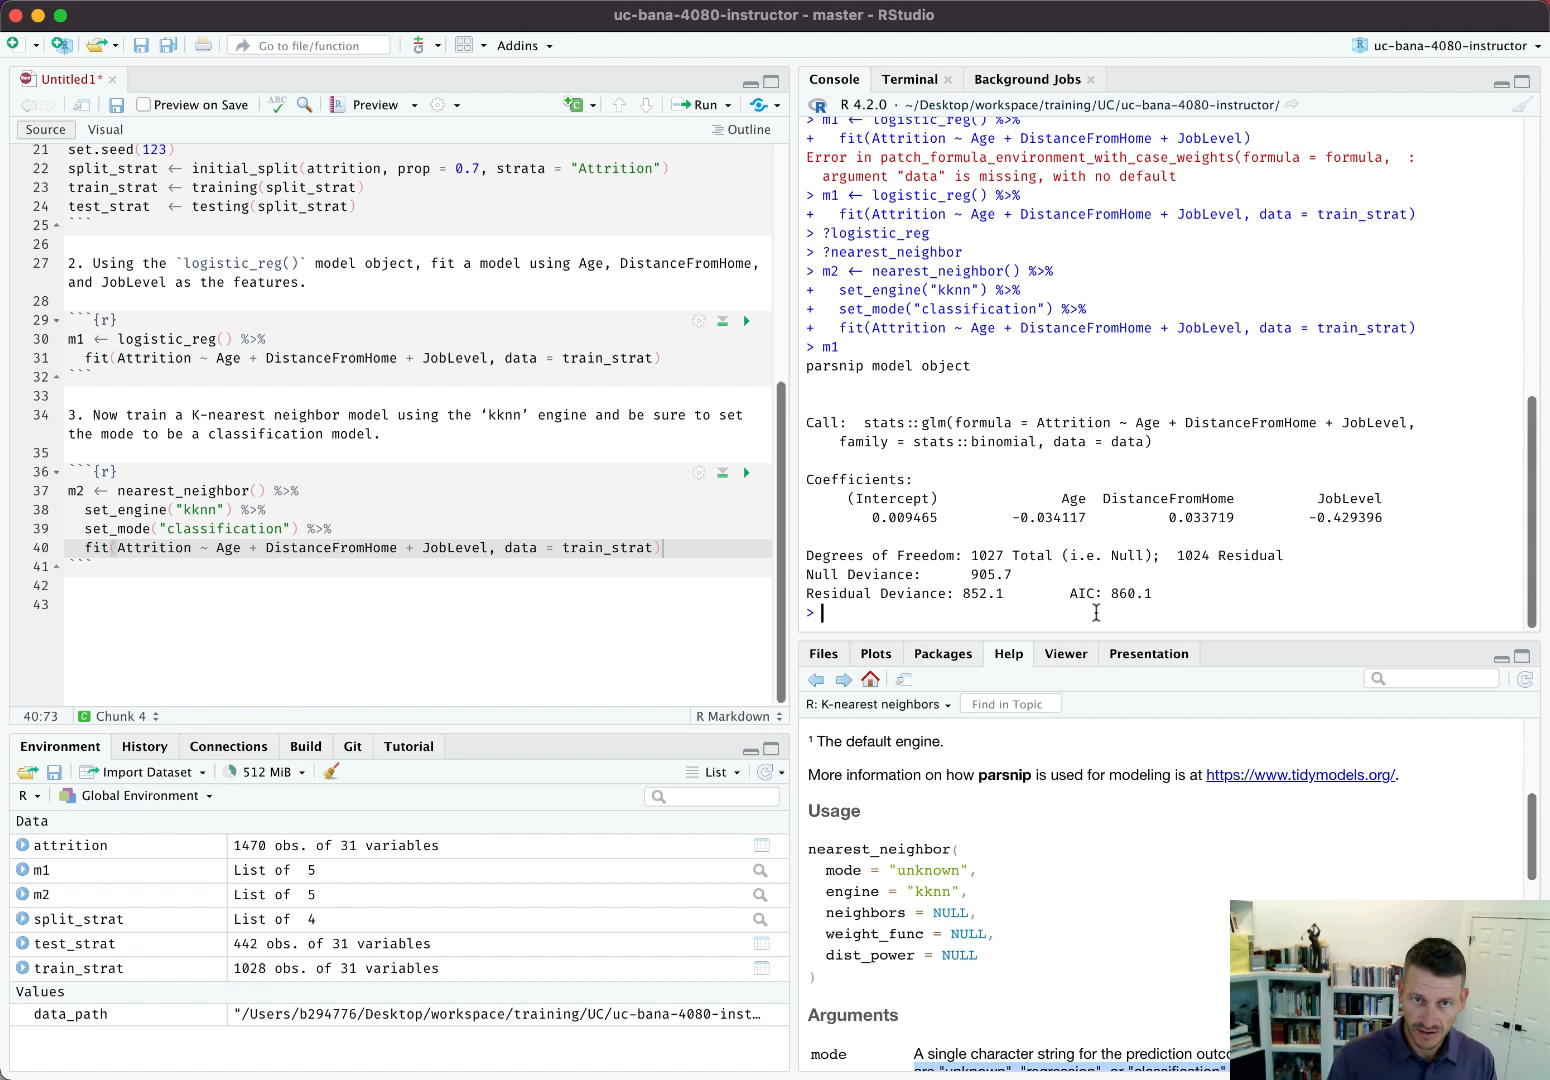 uc-bana-4080-instructor - master - RStudio
Go to file/function
Addins
uc-bana-4080-instructor
Untitled1*
Preview on Save
ABC
Preview
Run
Source
Visual
Outline
21 set.seed(123)
22 split_strat ← initial_split(attrition, prop = 0.7, strata = "Attrition")
23 train_strat ← training(split_strat)
24 test_strat ← testing(split_strat)
25 ```
26
27 2. Using the `logistic_reg()` model object, fit a model using Age, DistanceFromHome,
and JobLevel as the features.
28
29 ```{r}
30 m1 ← logistic_reg() %>%
31 fit(Attrition ~ Age + DistanceFromHome + JobLevel, data = train_strat)
32 ```
33
34 3. Now train a K-nearest neighbor model using the ‘kknn’ engine and be sure to set
the mode to be a classification model.
35
36 ```{r}
37 m2 ← nearest_neighbor() %>%
38 set_engine("kknn") %>%
39 set_mode("classification") %>%
40 fit(Attrition ~ Age + DistanceFromHome + JobLevel, data = train_strat)
41 ```
42
43
40:73
Chunk 4
R Markdown
Console
Terminal
Background Jobs
R 4.2.0 · ~/Desktop/workspace/training/UC/uc-bana-4080-instructor/
> m1 ← logistic_reg() %>%
+ fit(Attrition ~ Age + DistanceFromHome + JobLevel)
Error in patch_formula_environment_with_case_weights(formula = formula, :
argument "data" is missing, with no default
> m1 ← logistic_reg() %>%
+ fit(Attrition ~ Age + DistanceFromHome + JobLevel, data = train_strat)
> ?logistic_reg
> ?nearest_neighbor
> m2 ← nearest_neighbor() %>%
+ set_engine("kknn") %>%
+ set_mode("classification") %>%
+ fit(Attrition ~ Age + DistanceFromHome + JobLevel, data = train_strat)
> m1
parsnip model object
Call: stats::glm(formula = Attrition ~ Age + DistanceFromHome + JobLevel,
family = stats::binomial, data = data)
Coefficients:
(Intercept) Age DistanceFromHome JobLevel
0.009465 -0.034117 0.033719 -0.429396
Degrees of Freedom: 1027 Total (i.e. Null); 1024 Residual
Null Deviance: 905.7
Residual Deviance: 852.1 AIC: 860.1
>
Environment
History
Connections
Build
Git
Tutorial
Import Dataset
512 MiB
List
R
Global Environment
Data
attrition 1470 obs. of 31 variables
m1 List of 5
m2 List of 5
split_strat List of 4
test_strat 442 obs. of 31 variables
train_strat 1028 obs. of 31 variables
Values
data_path "/Users/b294776/Desktop/workspace/training/UC/uc-bana-4080-inst…
Files
Plots
Packages
Help
Viewer
Presentation
R: K-nearest neighbors
Find in Topic
¹ The default engine.
More information on how parsnip is used for modeling is at https://www.tidymodels.org/.
Usage
nearest_neighbor(
mode = "unknown",
engine = "kknn",
neighbors = NULL,
weight_func = NULL,
dist_power = NULL
)
Arguments
mode A single character string for the prediction outco
are "unknown", "regression", or "classification"